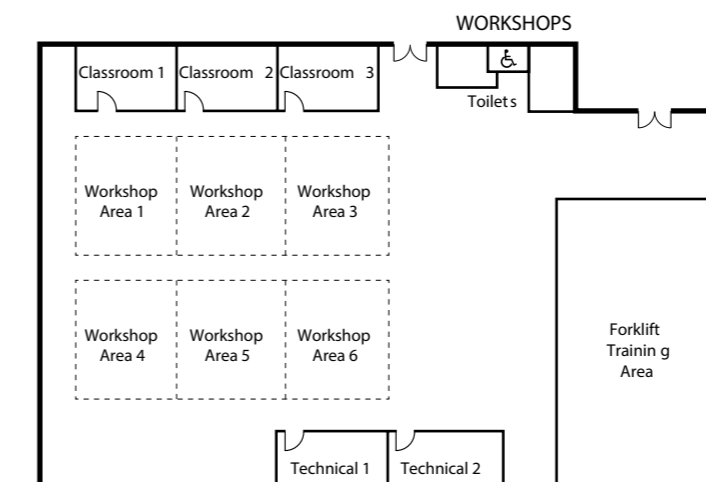 WORKSHOPS
Classroom 1
Classroom 2
Classroom 3
Toilet s
Workshop
Area 1
Workshop
Area 2
Workshop
Area 3
Workshop
Area 4
Workshop
Area 5
Workshop
Area 6
Forklift
Trainin g
Area
Technical 1
Technical 2